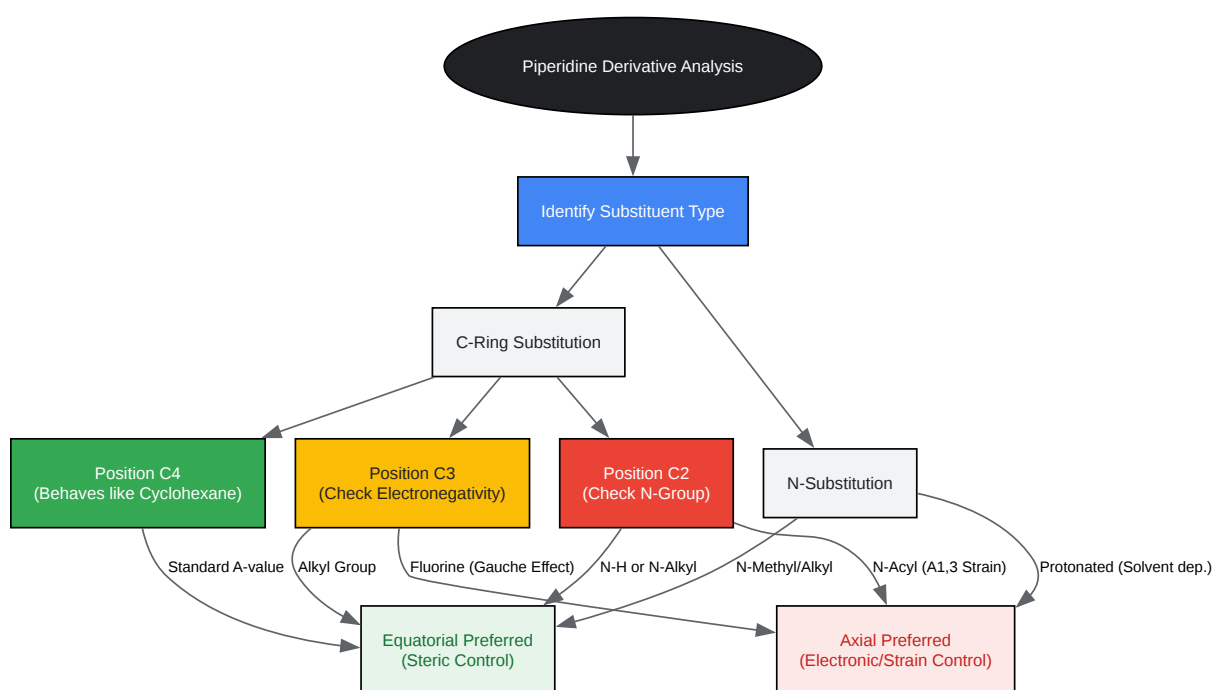 Piperidine Derivative Analysis
Identify Substituent Type
C-Ring Substitution
Position C4
(Behaves like Cyclohexane)
Position C3
(Check Electronegativity)
Position C2
(Check N-Group)
N-Substitution
Standard A-value
Alkyl Group
Fluorine (Gauche Effect)
N-H or N-Alkyl
N-Methyl/Alkyl
N-Acyl (A1,3 Strain)
Protonated (Solvent dep.)
Equatorial Preferred
(Steric Control)
Axial Preferred
(Electronic/Strain Control)